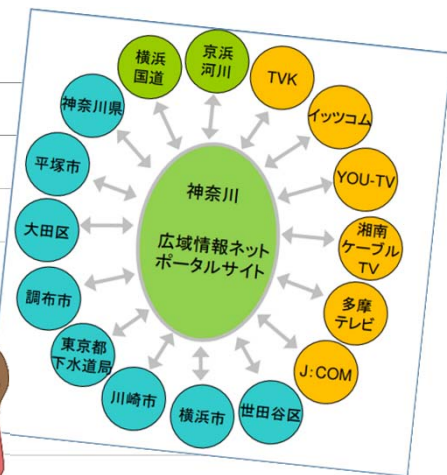 神奈川
広域情報ネット
ポータルサイト
京浜
河川
TVK
イッツコム
YOU-TV
湘南
ケーブル
TV
多摩
テレビ
J:COM
世田谷区
横浜市
川崎市
東京都
下水道局
調布市
大田区
平塚市
神奈川県
横浜
国道